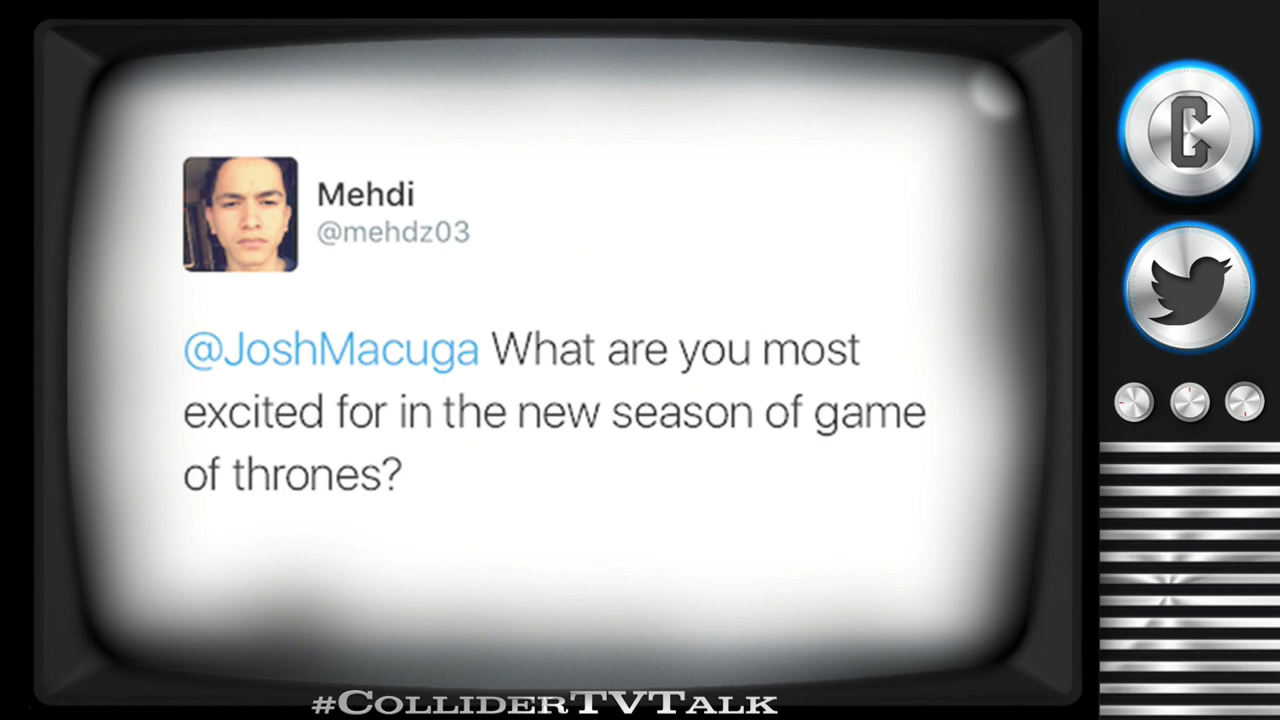 Mehdi
@mehdz03
@JoshMacuga What are you most
excited for in the new season of game
of thrones?
#ColliderTVTalk